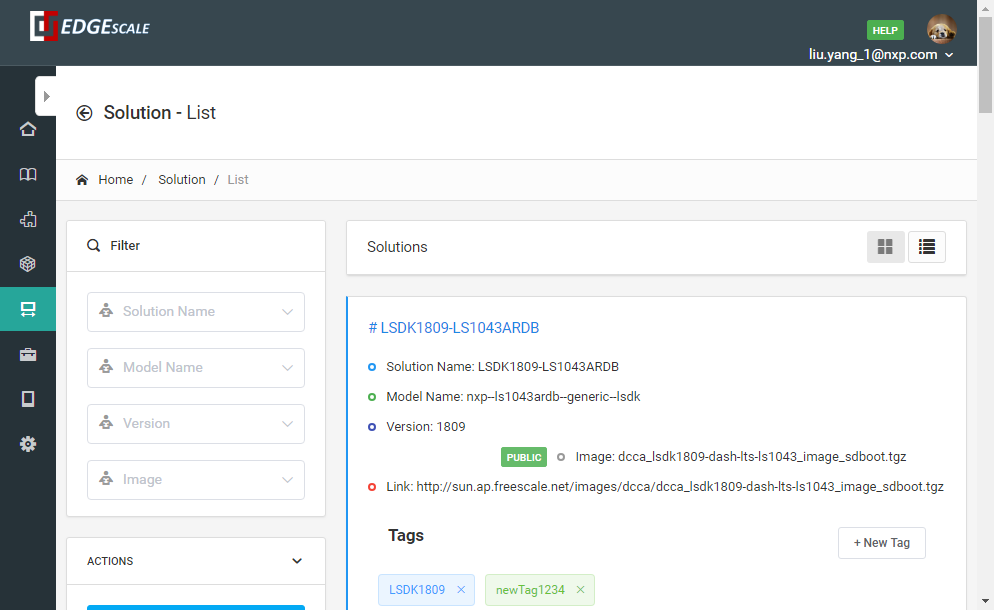 EDGESCALE
HELP
liu.yang_1@nxp.com
Solution - List
Home / Solution / List
Filter
Solution Name
Model Name
Version
Image
ACTIONS
Solutions
# LSDK1809-LS1043ARDB
Solution Name: LSDK1809-LS1043ARDB
Model Name: nxp--ls1043ardb--generic--lsdk
Version: 1809
PUBLIC Image: dcca_lsdk1809-dash-lts-ls1043_image_sdboot.tgz
Link: http://sun.ap.freescale.net/images/dcca/dcca_lsdk1809-dash-lts-ls1043_image_sdboot.tgz
Tags
+ New Tag
LSDK1809 × newTag1234 ×